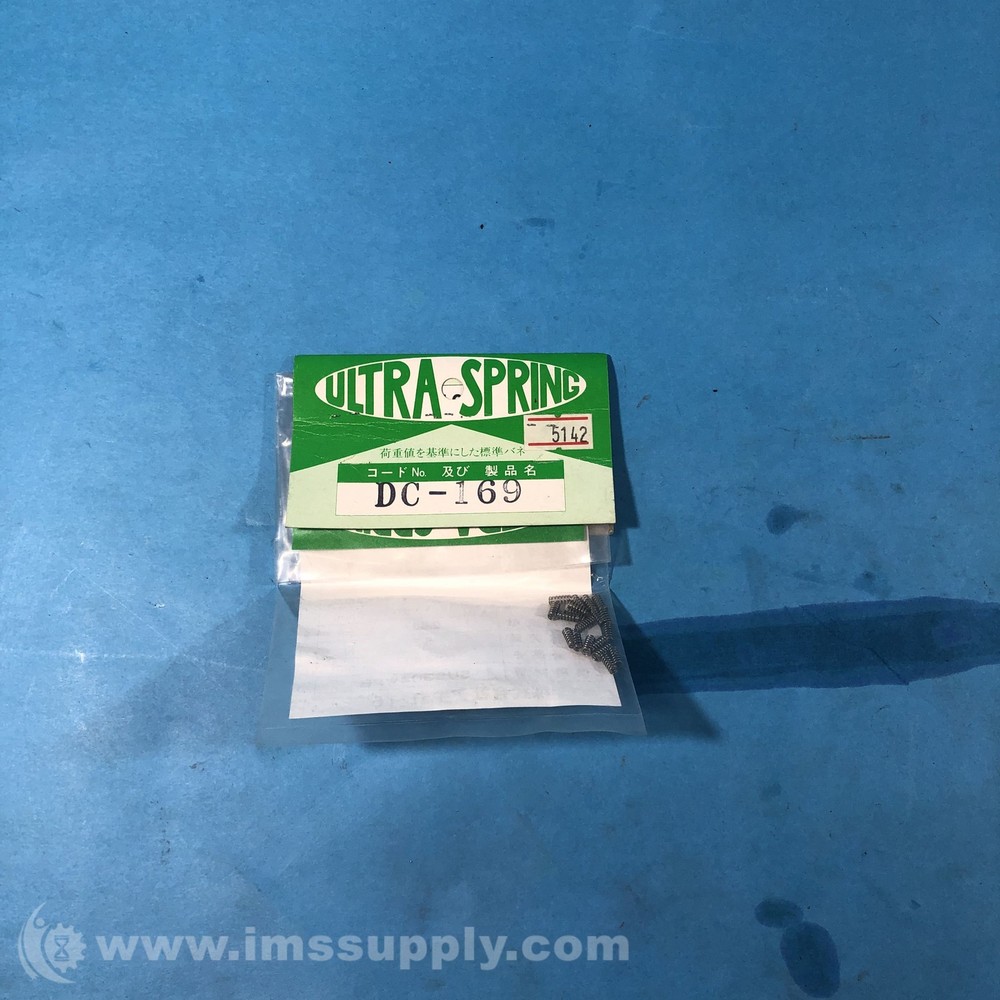 ULTRA SPRING
5142
荷重値を基準にした標準バネ
コードNo. 及び 製品名
DC-169
www.imssupply.com